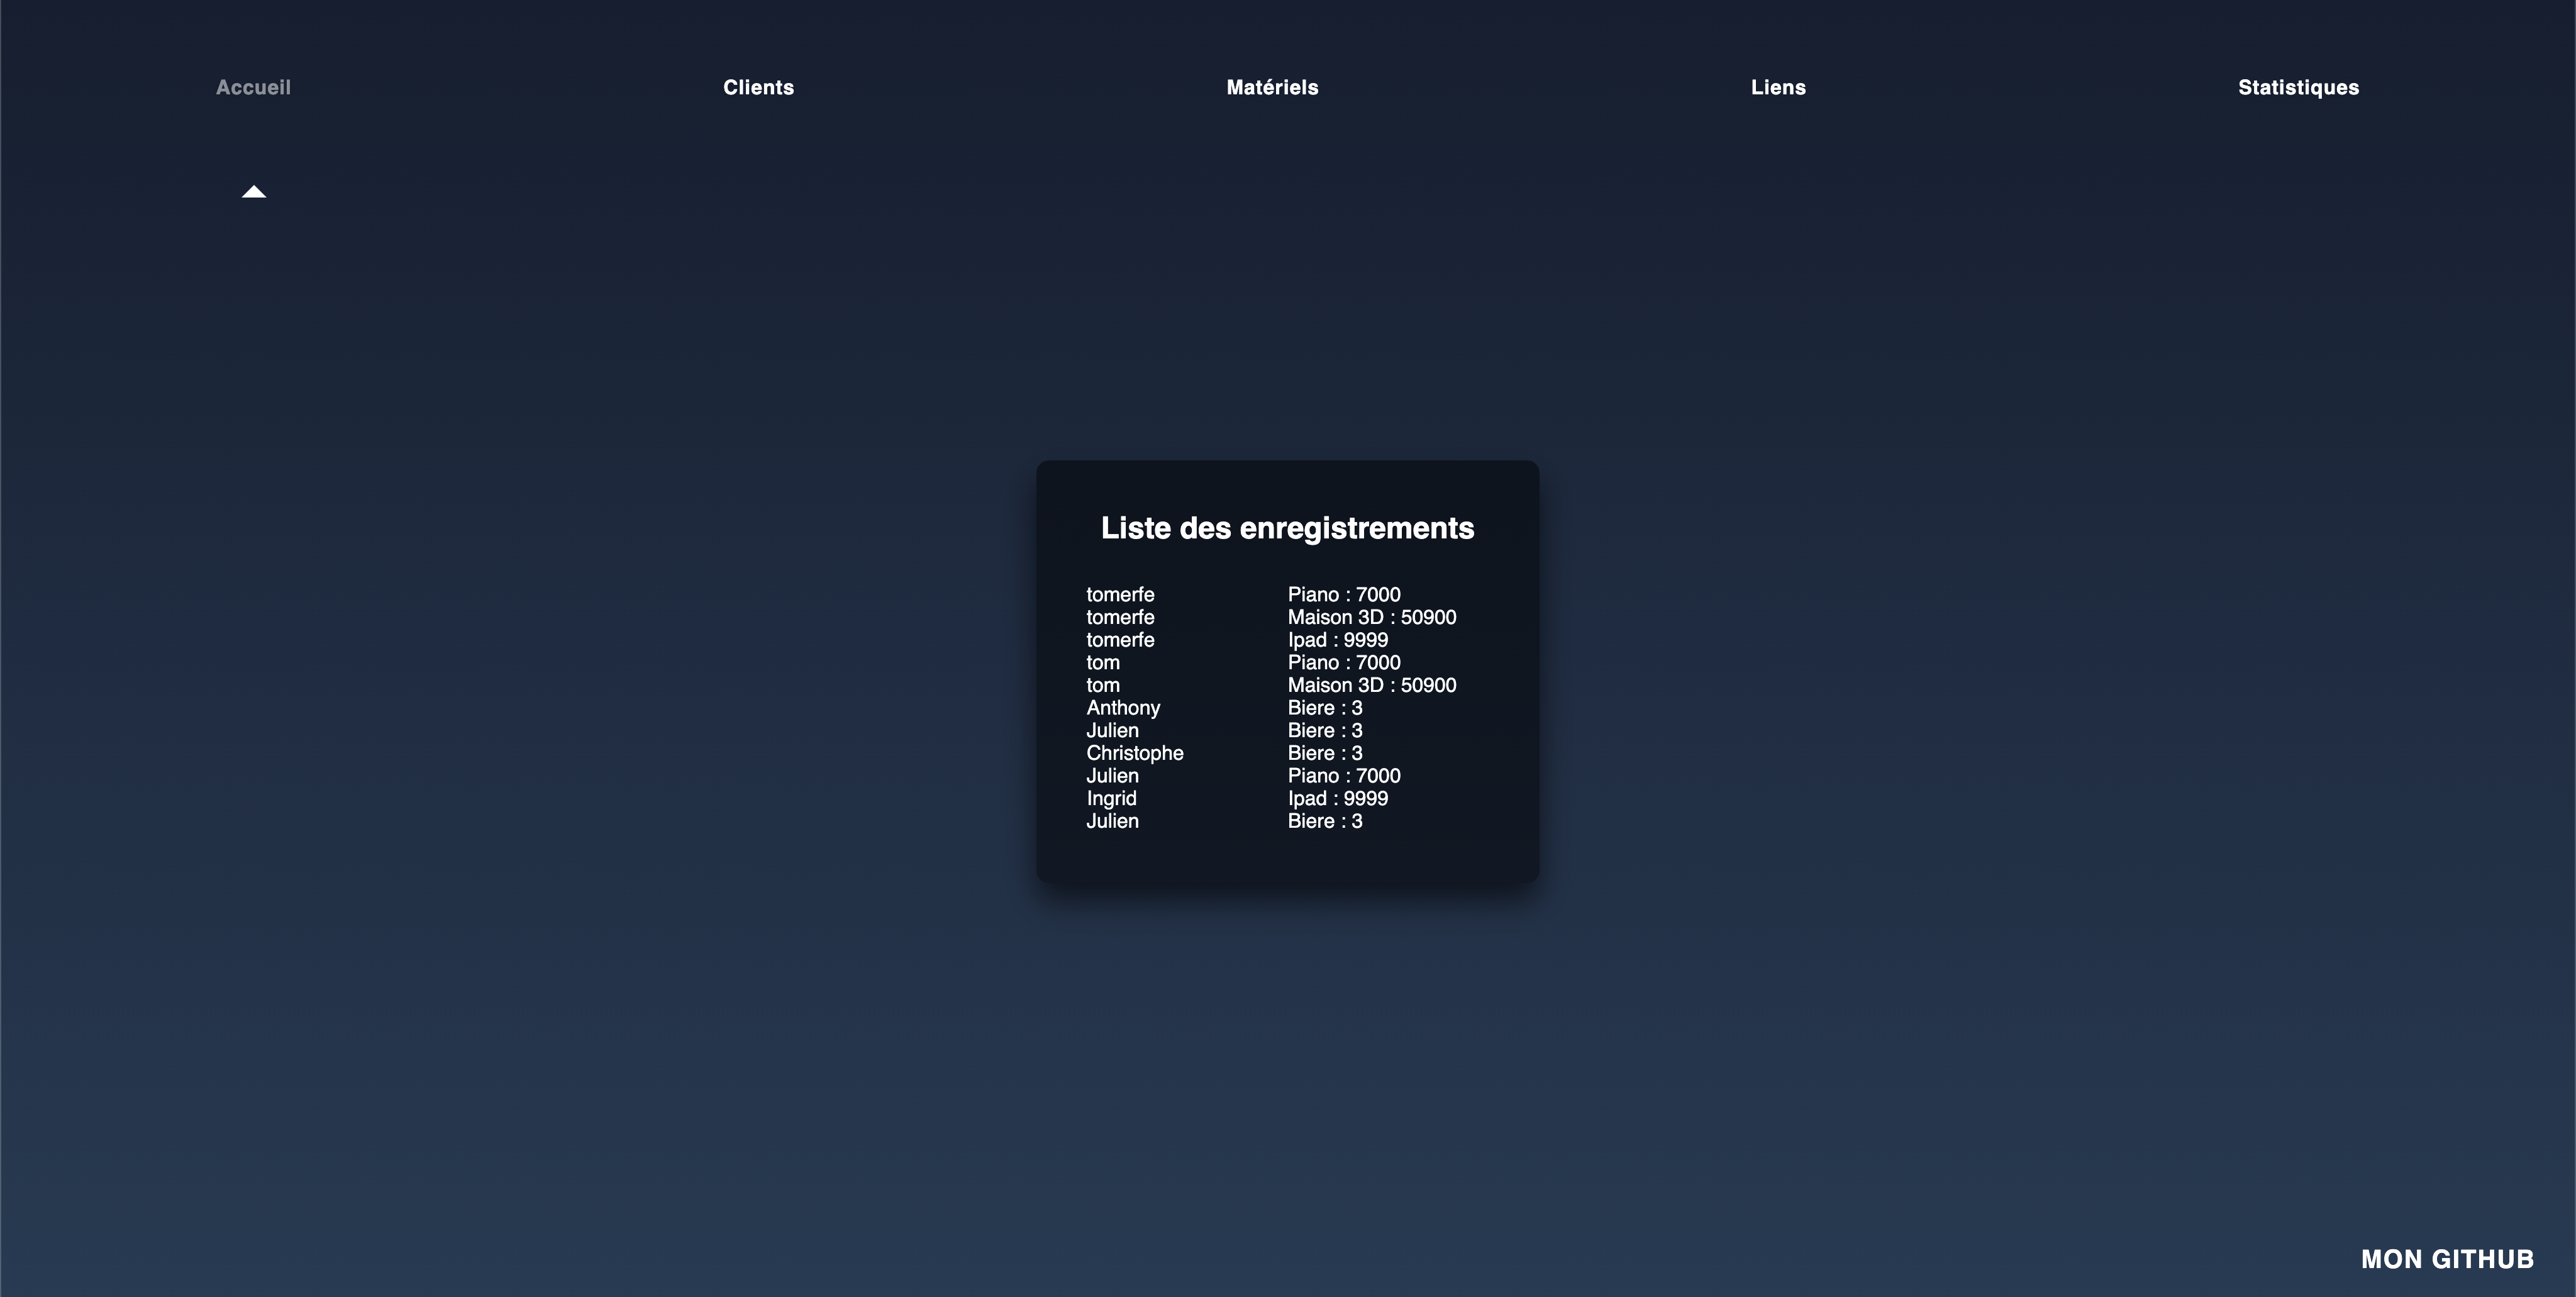 Accueil Clients Matériels Liens Statistiques
Liste des enregistrements
tomerfe Piano : 7000
tomerfe Maison 3D : 50900
tomerfe Ipad : 9999
tom Piano : 7000
tom Maison 3D : 50900
Anthony Biere : 3
Julien Biere : 3
Christophe Biere : 3
Julien Piano : 7000
Ingrid Ipad : 9999
Julien Biere : 3
MON GITHUB